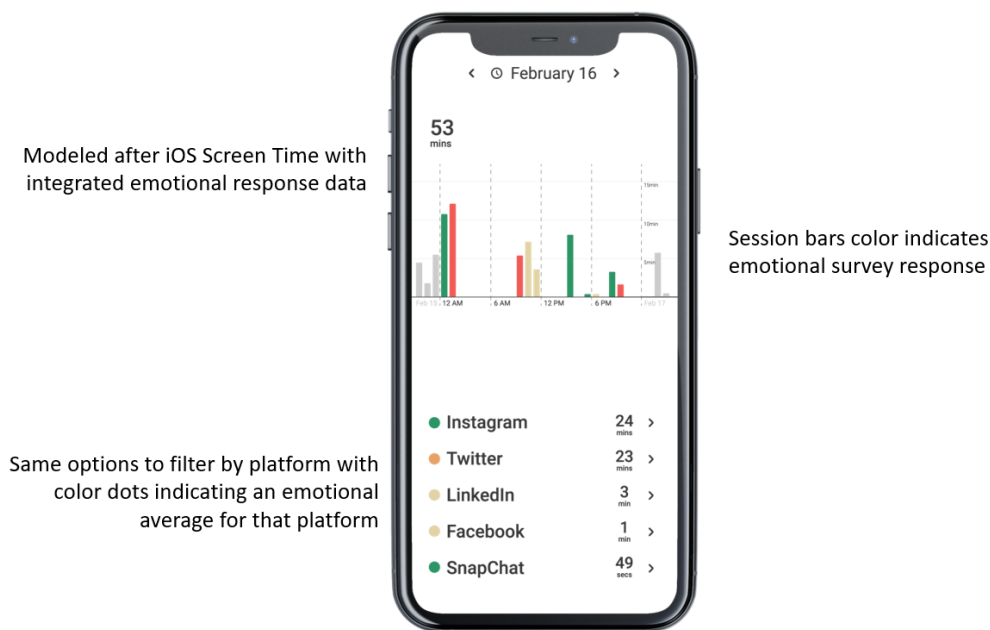 February 16
53
mins
Modeled after iOS Screen Time with
integrated emotional response data
15min
10min
5min
Session bars color indicates
emotional survey response
Feb 15 12 AM 6 AM 12 PM 6 PM Feb 17
Instagram 24
mins
Twitter 23
mins
LinkedIn 3
min
Facebook 1
min
SnapChat 49
secs
Same options to filter by platform with
color dots indicating an emotional
average for that platform